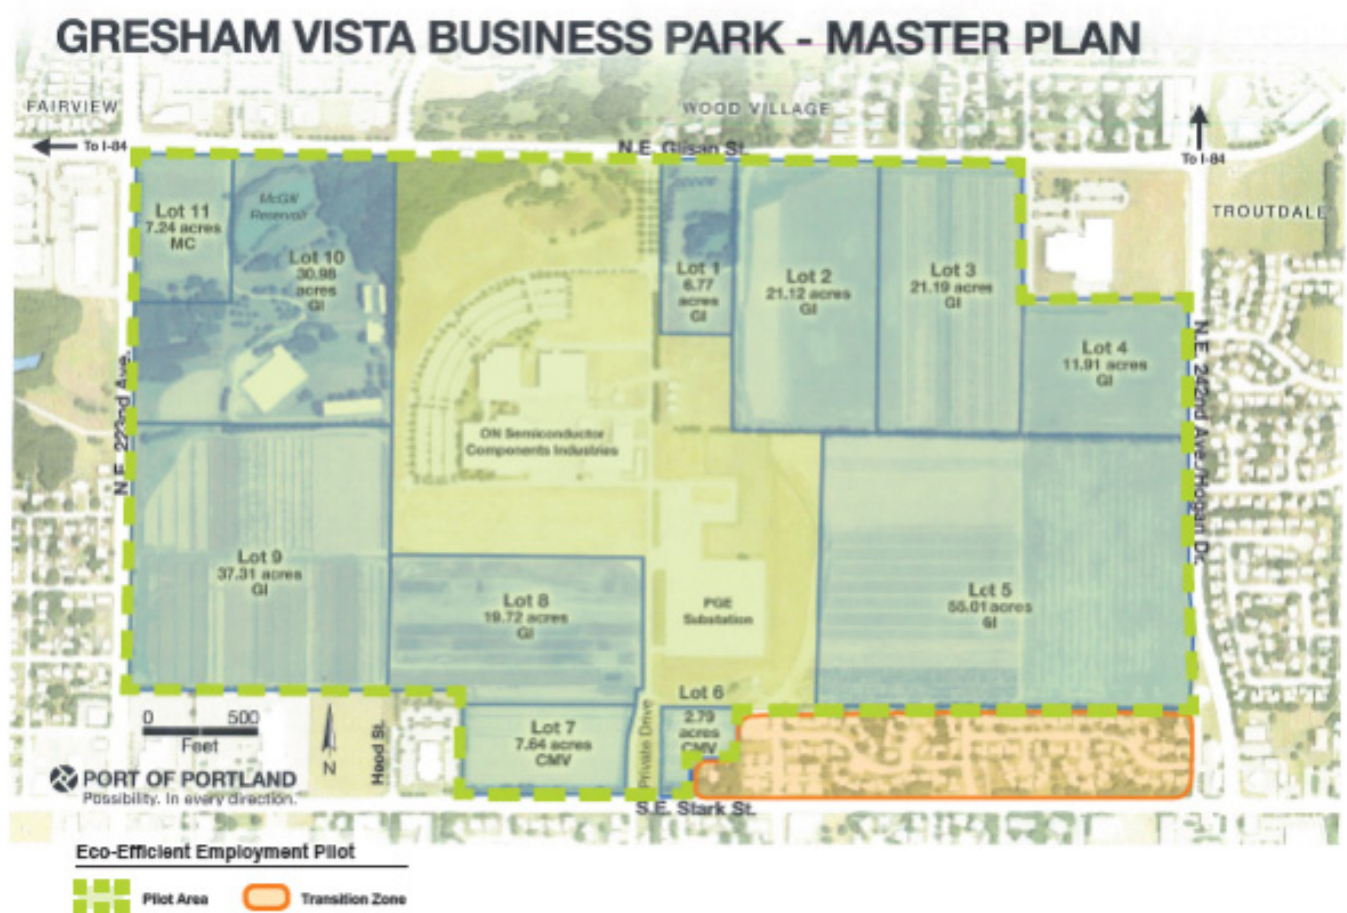 GRESHAM VISTA BUSINESS PARK - MASTER PLAN
FAIRVIEW
WOOD VILLAGE
To I-84
N.E. Glisan St.
To I-84
TROUTDALE
Lot 11
7.24 acres
MC
McGill
Reservoir
Lot 10
30.98
acres
GI
Lot 1
6.77
acres
GI
Lot 2
21.12 acres
GI
Lot 3
21.19 acres
GI
Lot 4
11.91 acres
GI
N.E. 223rd Ave.
N.E. 242nd Ave./Hogan Dr.
ON Semiconductor
Components Industries
Lot 9
37.31 acres
GI
Lot 8
19.72 acres
GI
PGE
Substation
Lot 5
55.01 acres
GI
Lot 6
2.79
acres
CMV
Lot 7
7.64 acres
CMV
Private Drive
0 500
Feet
N
Hood St.
PORT OF PORTLAND
Possibility. In every direction.
S.E. Stark St.
Eco-Efficient Employment Pilot
Pilot Area
Transition Zone